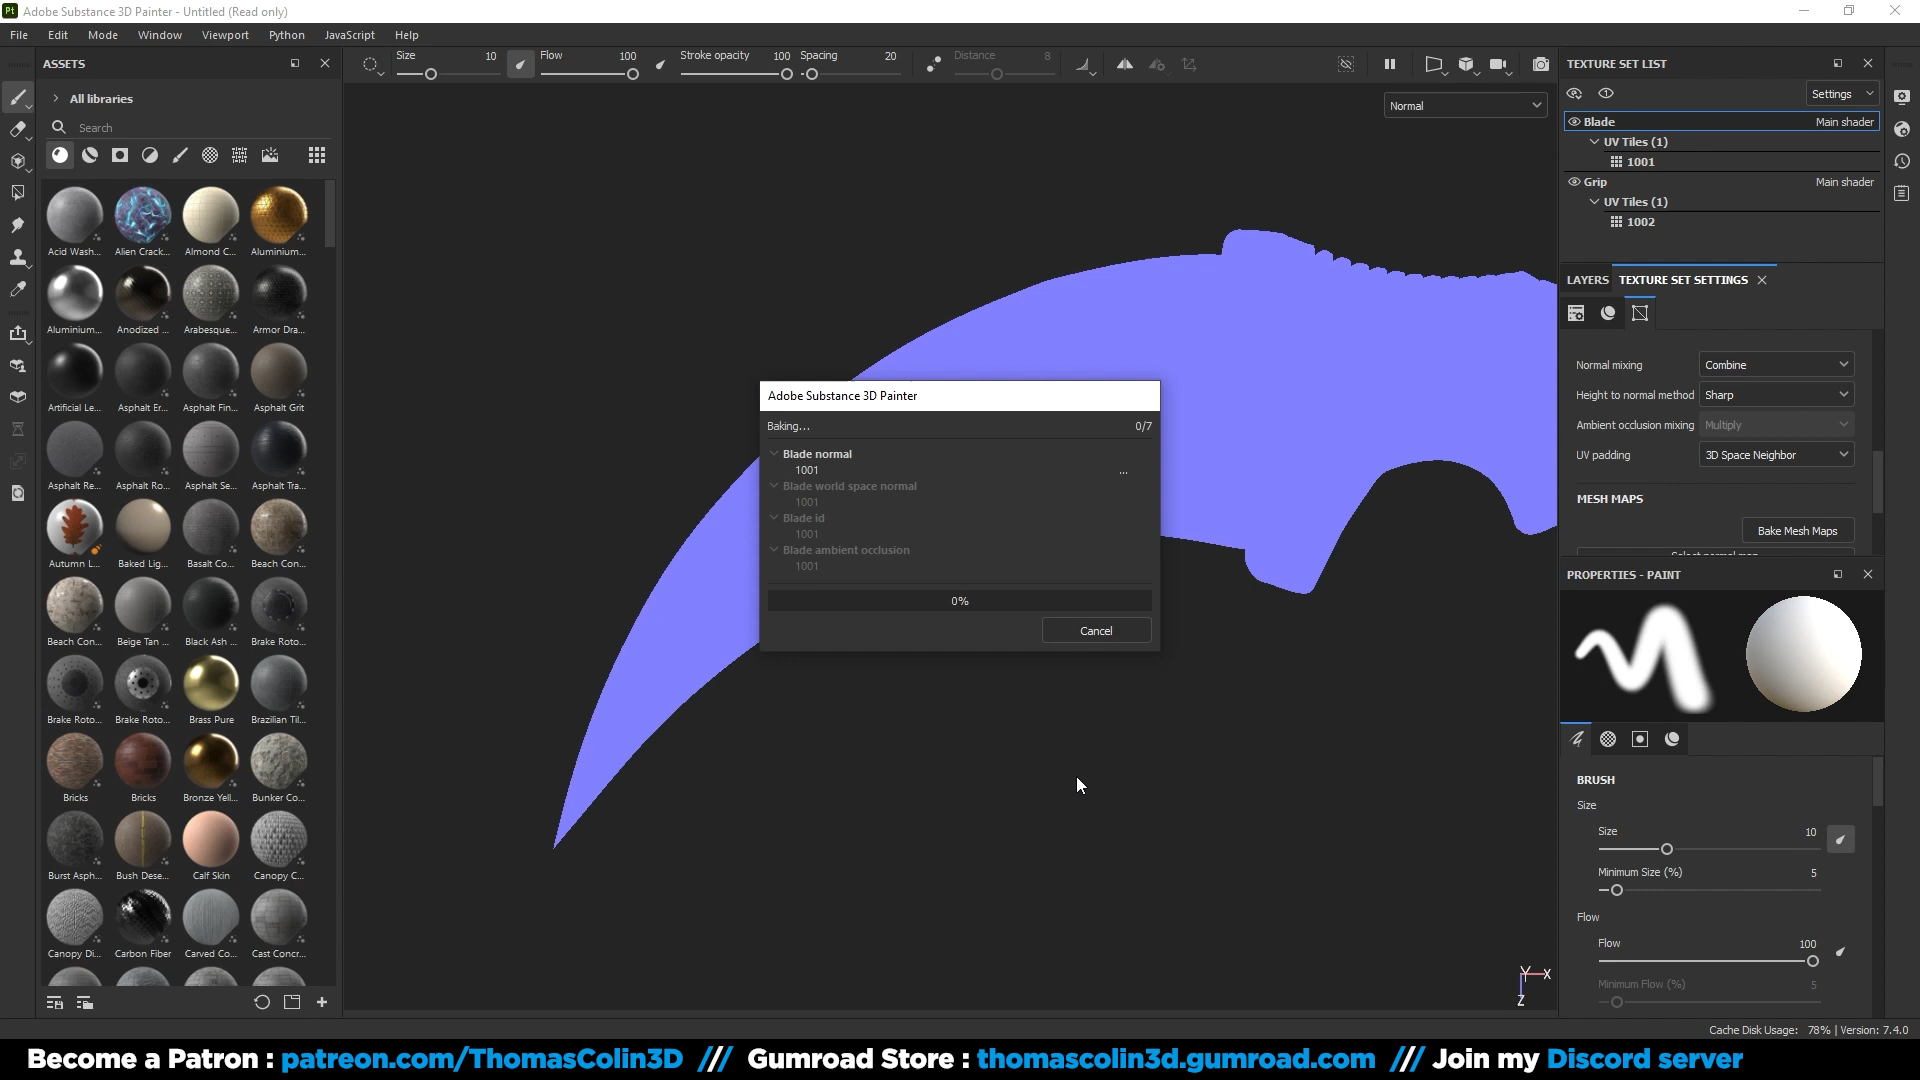 Adobe Substance 3D Painter - Untitled (Read only)
File Edit Mode Window Viewport Python JavaScript Help
ASSETS
All libraries
Search
Acid Wash... Alien Crack... Almond C... Aluminium...
Aluminium... Anodized ... Arabesque... Armor Dra...
Artificial Le... Asphalt Er... Asphalt Fin... Asphalt Grit
Asphalt Re... Asphalt Ro... Asphalt Se... Asphalt Tra...
Autumn L... Baked Lig... Basalt Co... Beach Con...
Beach Con... Beige Tan ... Black Ash ... Brake Roto...
Brake Roto... Brake Roto... Brass Pure Brazilian Til...
Bricks Bricks Bronze Yell... Bunker Co...
Burst Asph... Bush Dese... Calf Skin Canopy C...
Canopy Di... Carbon Fiber Carved Co... Cast Concr...
Size 10 Flow 100 Stroke opacity 100 Spacing 20 Distance 8
Normal
Adobe Substance 3D Painter
Baking... 0/7
Blade normal
1001 ...
Blade world space normal
1001
Blade id
1001
Blade ambient occlusion
1001
0%
Cancel
Y X
Z
TEXTURE SET LIST
Settings
Blade Main shader
UV Tiles (1)
1001
Grip Main shader
UV Tiles (1)
1002
LAYERS TEXTURE SET SETTINGS
Normal mixing Combine
Height to normal method Sharp
Ambient occlusion mixing Multiply
UV padding 3D Space Neighbor
MESH MAPS
Bake Mesh Maps
Select normal map
PROPERTIES - PAINT
BRUSH
Size
Size 10
Minimum Size (%) 5
Flow
Flow 100
Minimum Flow (%) 5
Cache Disk Usage: 78% | Version: 7.4.0
Become a Patron : patreon.com/ThomasColin3D /// Gumroad Store : thomascolin3d.gumroad.com /// Join my Discord server